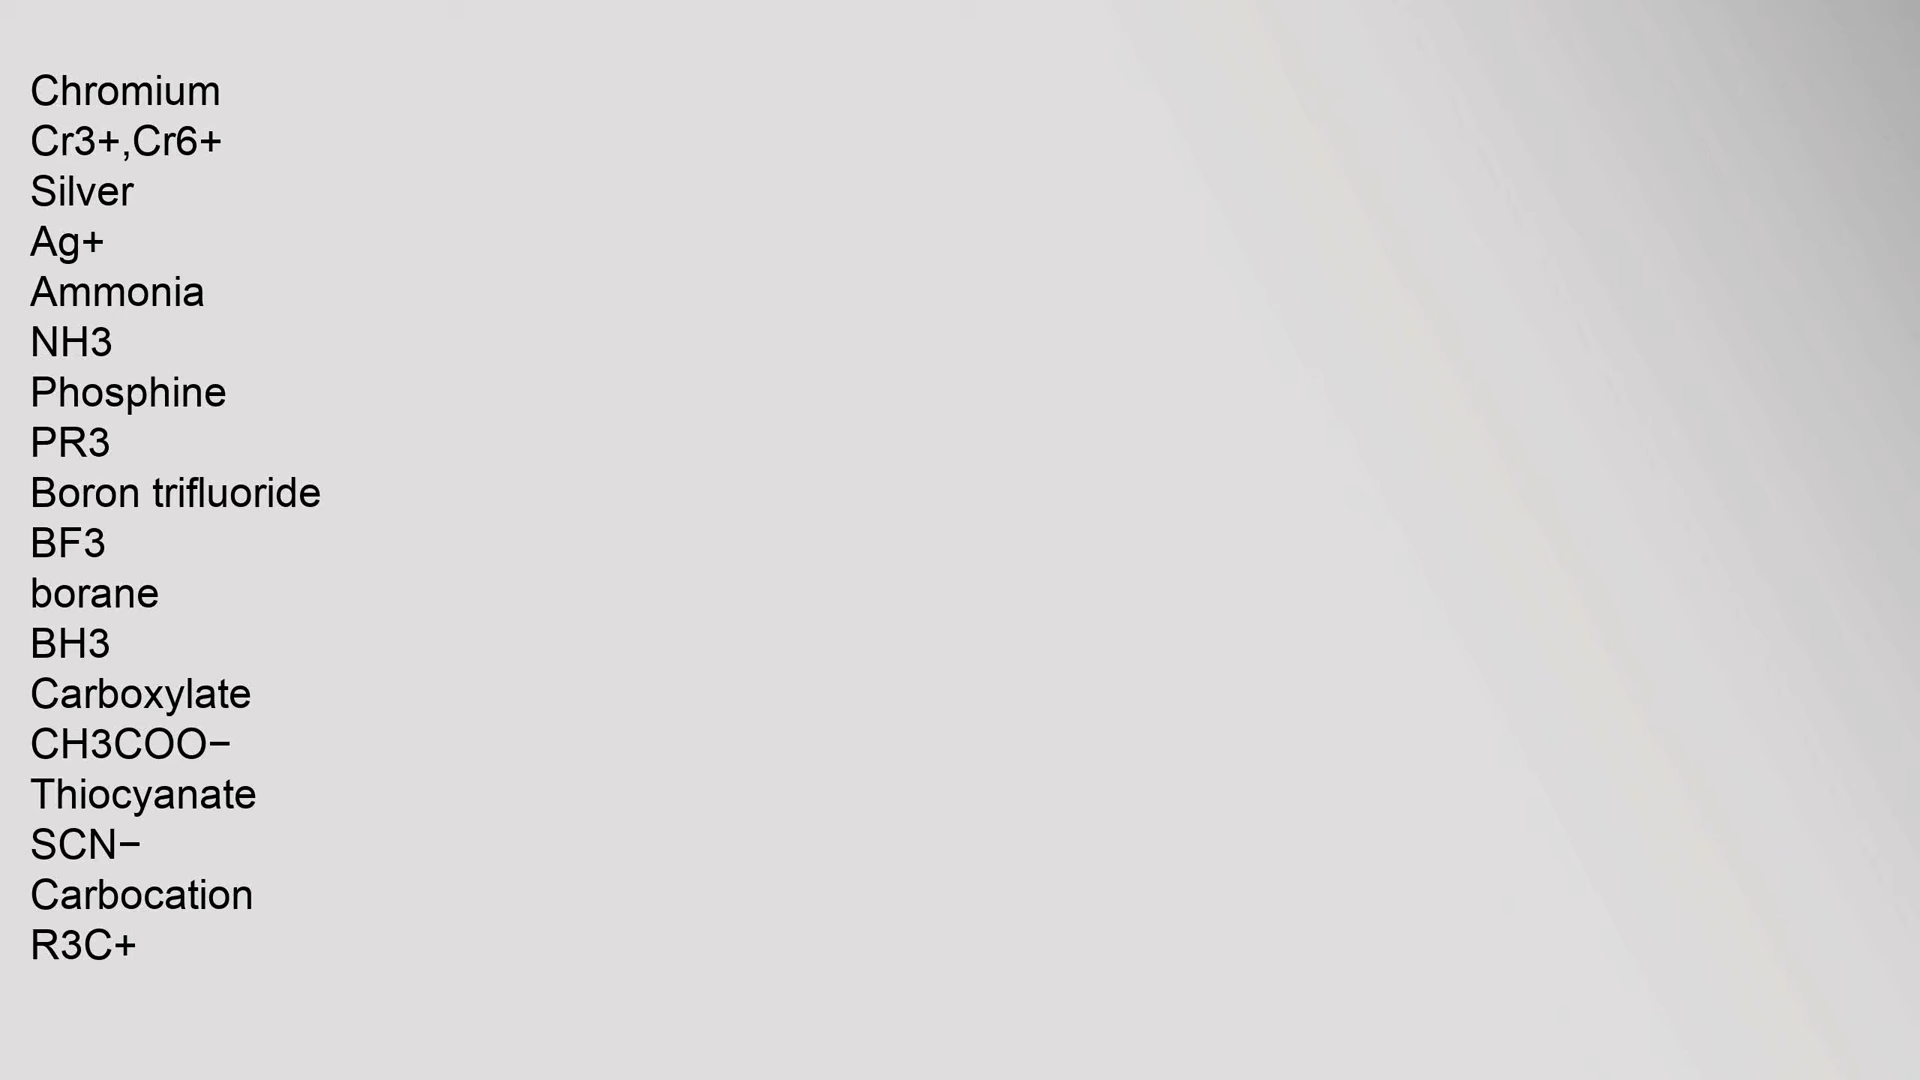 Chromium
Cr3+,Cr6+
Silver
Ag+
Ammonia
NH3
Phosphine
PR3
Boron trifluoride
BF3
borane
BH3
Carboxylate
CH3COO−
Thiocyanate
SCN−
Carbocation
R3C+